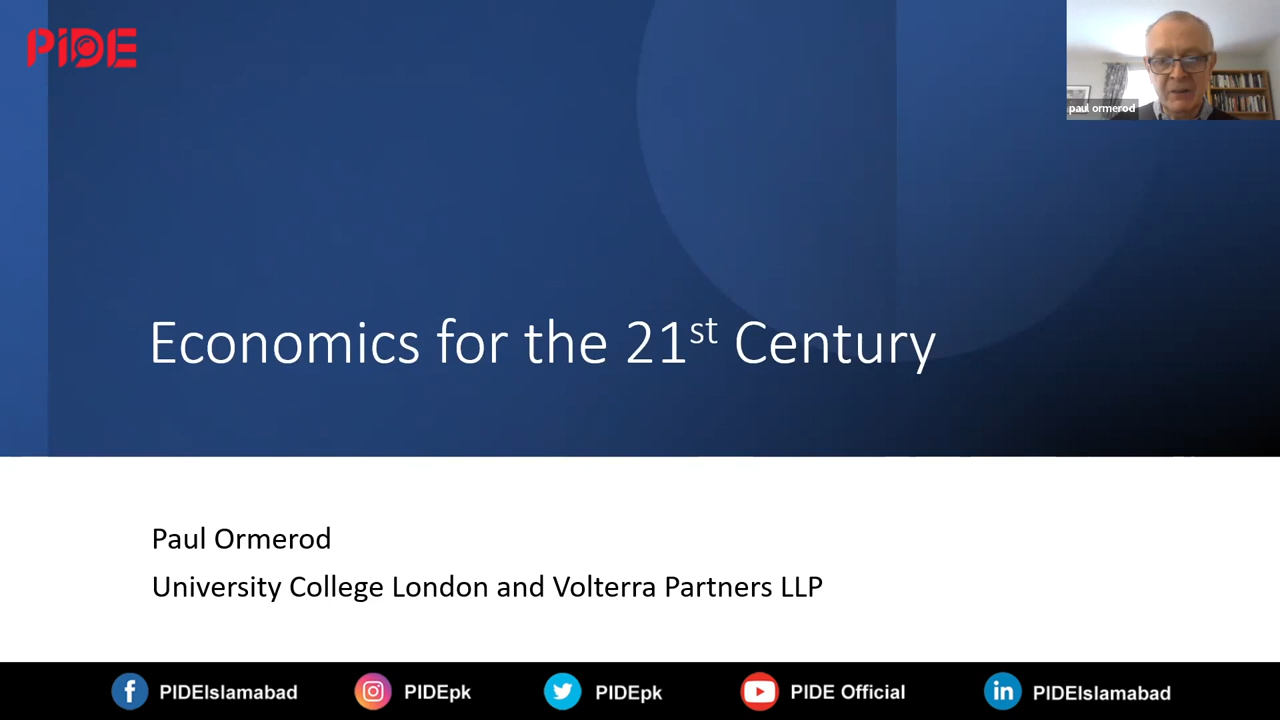 PIDE
paul ormerod
Economics for the 21st Century
Paul Ormerod
University College London and Volterra Partners LLP
PIDEIslamabad
PIDEpk
PIDEpk
PIDE Official
PIDEIslamabad